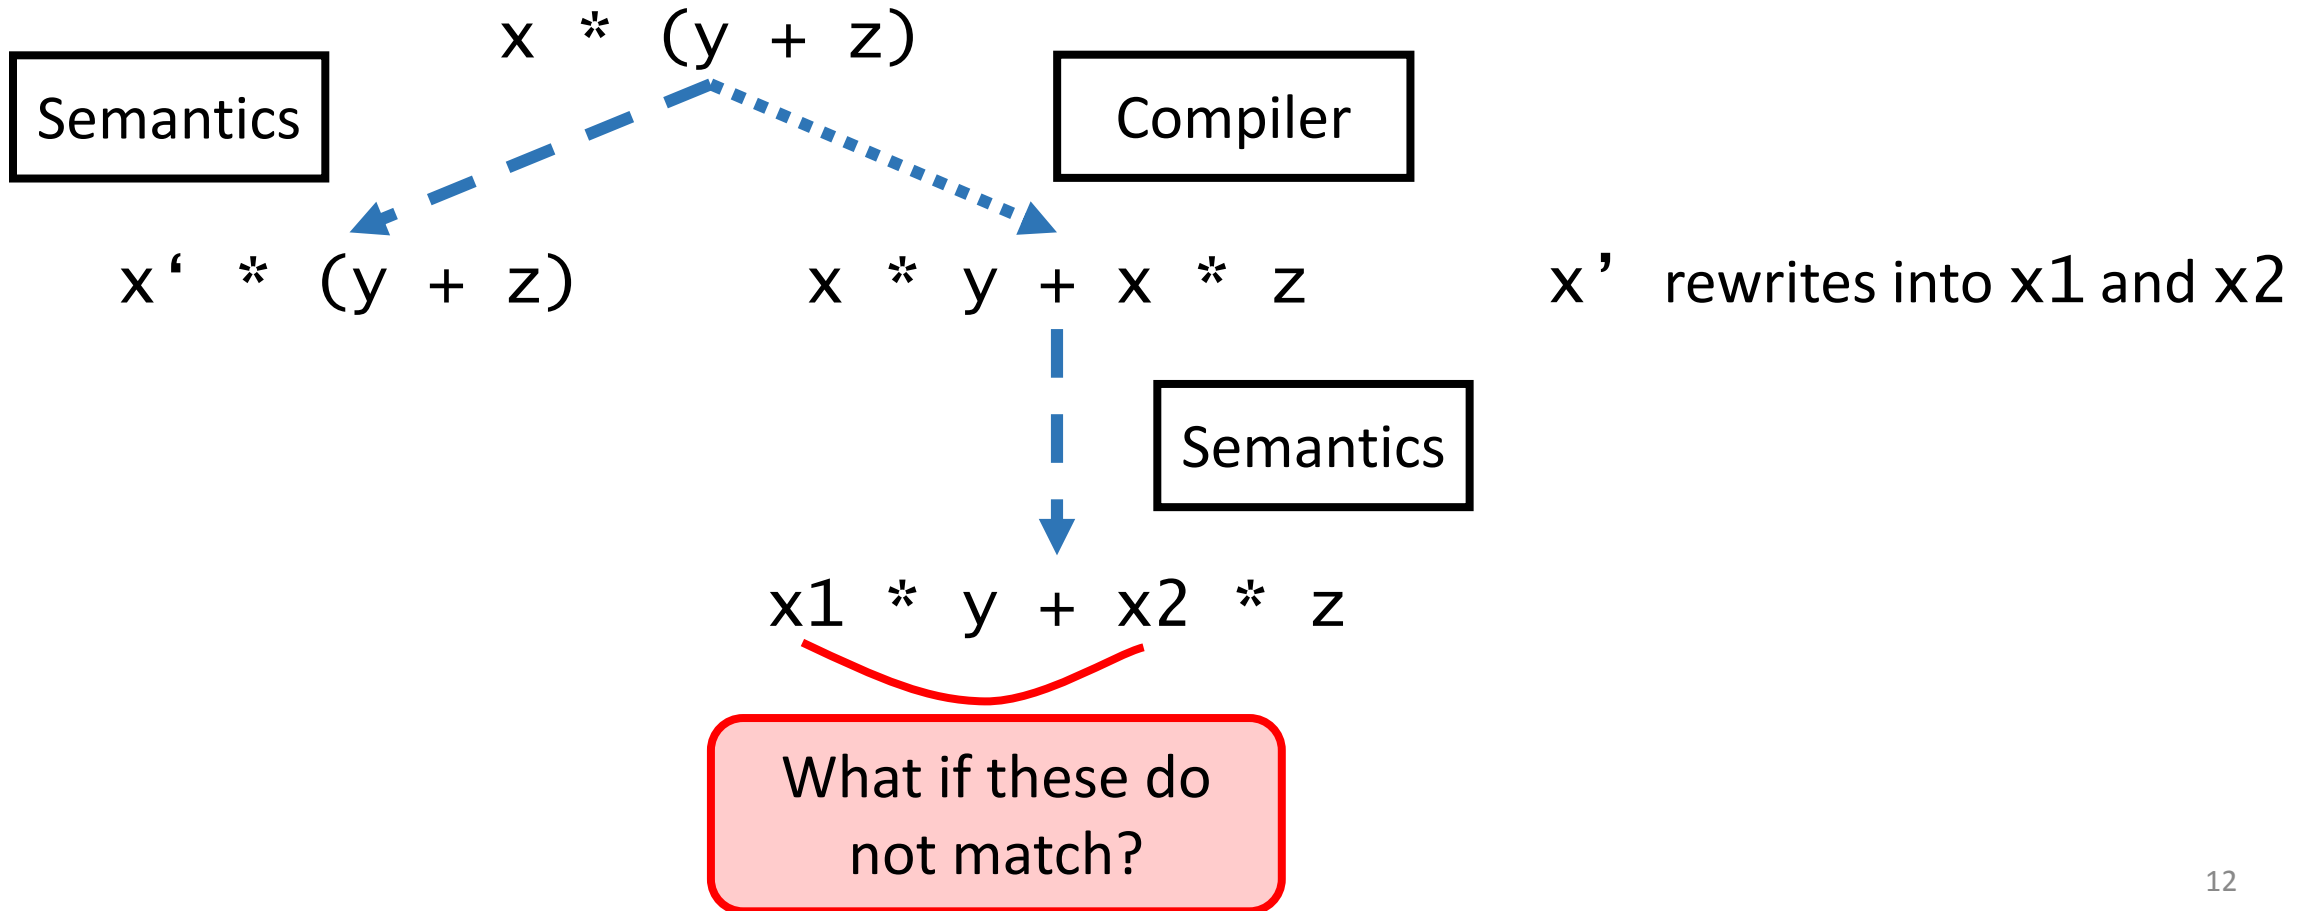 x * (y + z)
Semantics
Compiler
x‘ * (y + z)
x * y + x * z
x’ rewrites into x1 and x2
Semantics
x1 * y + x2 * z
What if these do
not match?
12